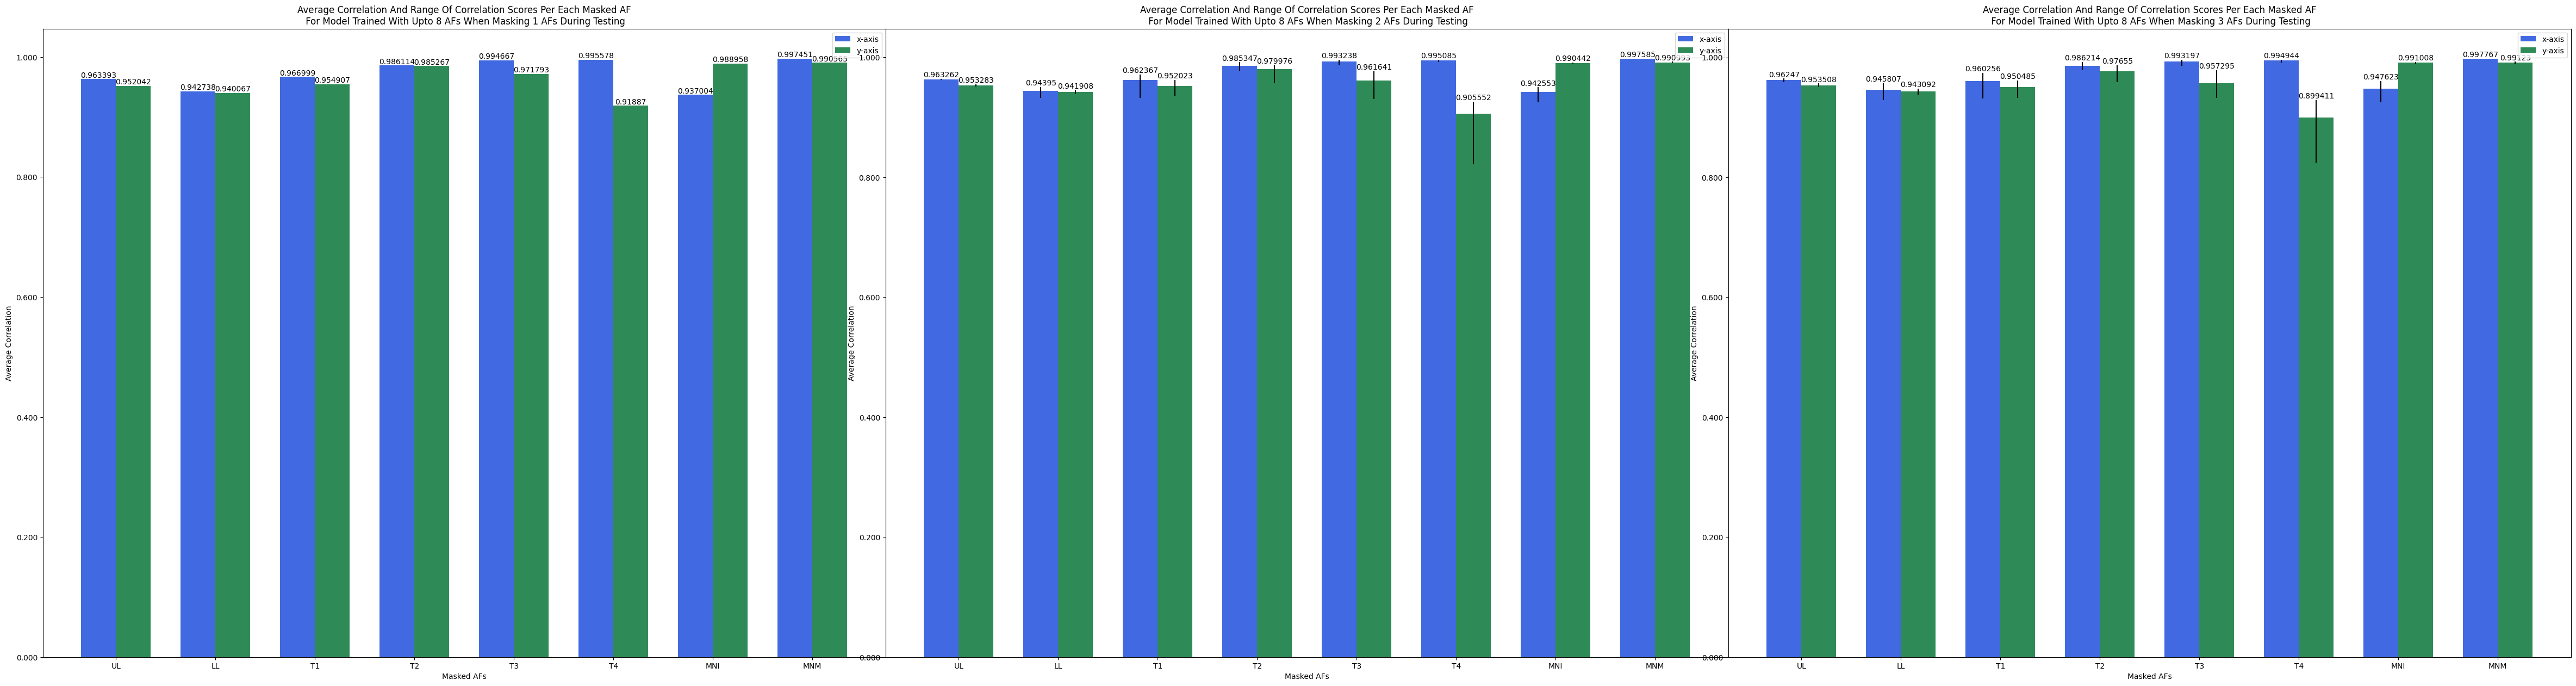 Average Correlation And Range Of Correlation Scores Per Each Masked AF
For Model Trained With Upto 8 AFs When Masking 1 AFs During Testing
x-axis
y-axis
1.000
0.800
0.600
0.400
0.200
0.000
Average Correlation
0.963393
0.952042
0.942738
0.940067
0.966999
0.954907
0.986114
0.985267
0.994667
0.971793
0.995578
0.91887
0.937004
0.988958
0.997451
UL
LL
T1
T2
T3
T4
MNI
MNM
Masked AFs
Average Correlation And Range Of Correlation Scores Per Each Masked AF
For Model Trained With Upto 8 AFs When Masking 2 AFs During Testing
x-axis
y-axis
1.000
0.800
0.600
0.400
0.200
0.000
Average Correlation
0.963262
0.953283
0.94395
0.941908
0.962367
0.952023
0.985347
0.979976
0.993238
0.961641
0.995085
0.905552
0.942553
0.990442
0.997585
UL
LL
T1
T2
T3
T4
MNI
MNM
Masked AFs
Average Correlation And Range Of Correlation Scores Per Each Masked AF
For Model Trained With Upto 8 AFs When Masking 3 AFs During Testing
x-axis
y-axis
1.000
0.800
0.600
0.400
0.200
0.000
Average Correlation
0.96247
0.953508
0.945807
0.943092
0.960256
0.950485
0.986214
0.97655
0.993197
0.957295
0.994944
0.899411
0.947623
0.991008
0.997767
UL
LL
T1
T2
T3
T4
MNI
MNM
Masked AFs